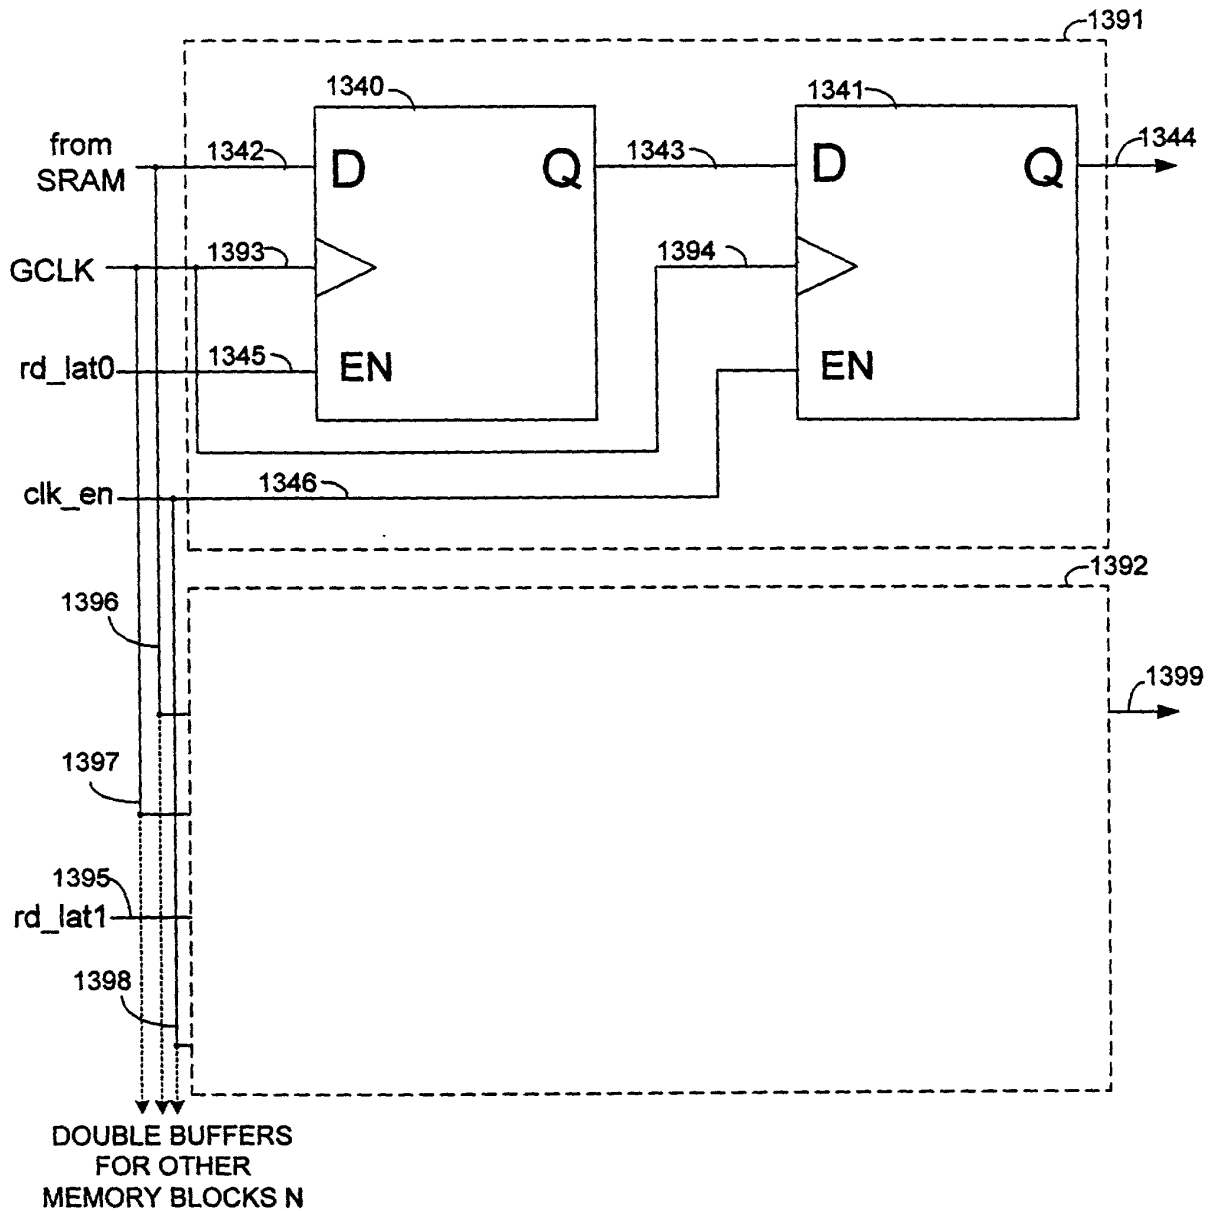 1391
1340
1341
from
SRAM
1342
D
Q
1343
D
Q
1344
GCLK
1393
1394
rd_lat0
1345
EN
EN
clk_en
1346
1392
1396
1399
1397
1395
rd_lat1
1398
DOUBLE BUFFERS
FOR OTHER
MEMORY BLOCKS N